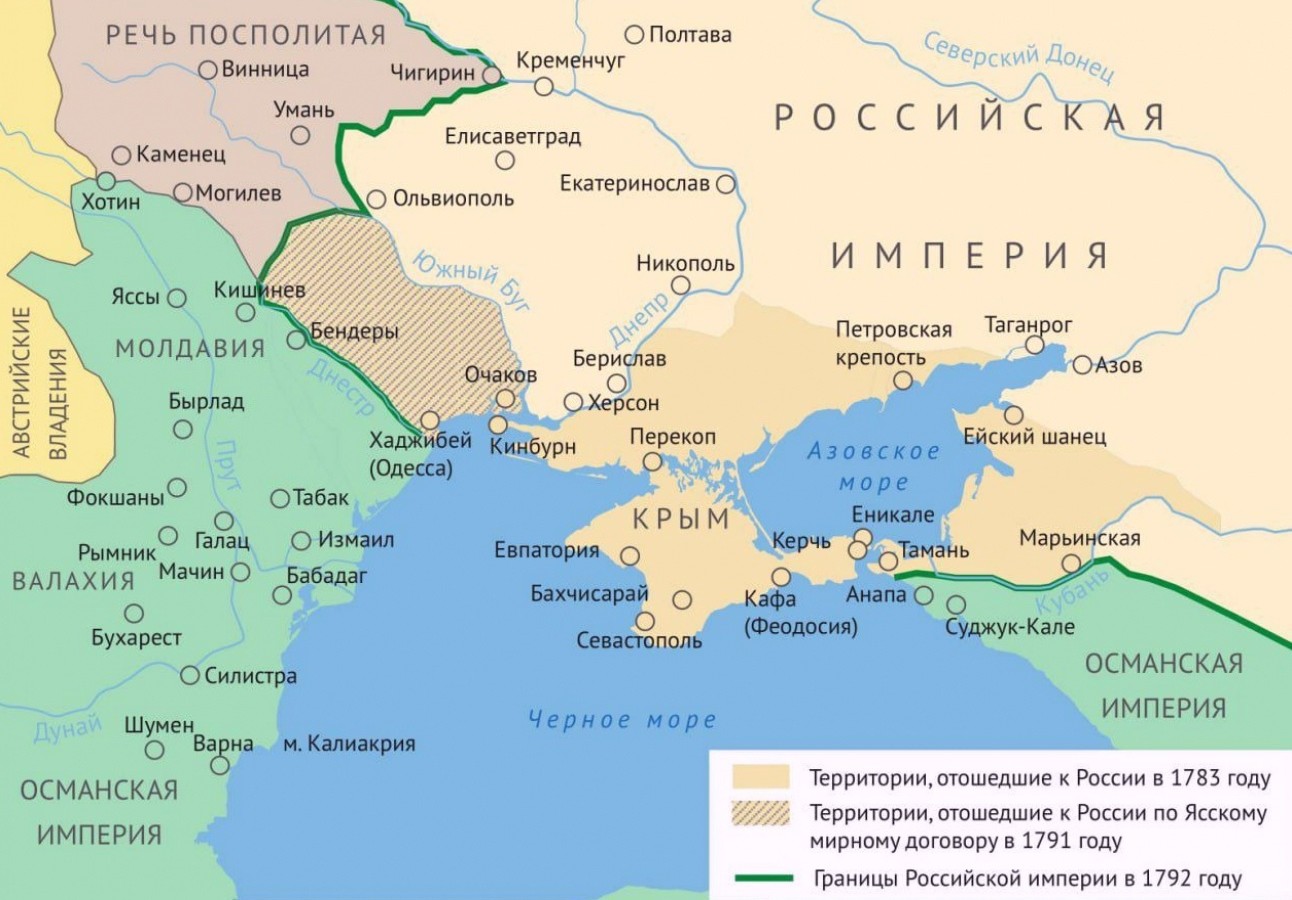 РЕЧЬ ПОСПОЛИТАЯ
Полтава
Северский Донец
Винница
Чигирин
Кременчуг
Умань
РОССИЙСКАЯ
Елисаветград
Каменец
Екатеринослав
Хотин
Могилев
Ольвиополь
ИМПЕРИЯ
Южный Буг
Никополь
Яссы
Кишинев
Днепр
Бендеры
Петровская
крепость
Таганрог
АВСТРИЙСКИЕ
ВЛАДЕНИЯ
МОЛДАВИЯ
Берислав
Азов
Днестр
Очаков
Херсон
Бырлад
Хаджибей
(Одесса)
Кинбурн
Перекоп
Ейский шанец
Прут
Азовское
море
Фокшаны
Табак
КРЫМ
Еникале
Рымник
Галац
Измаил
Евпатория
Керчь
Тамань
Марьинская
ВАЛАХИЯ
Мачин
Бабадаг
Бахчисарай
Кафа
(Феодосия)
Анапа
Кубань
Бухарест
Севастополь
Суджук-Кале
Силистра
ОСМАНСКАЯ
ИМПЕРИЯ
Дунай
Шумен
Варна
м. Калиакрия
Черное море
ОСМАНСКАЯ
ИМПЕРИЯ
Территории, отошедшие к России в 1783 году
Территории, отошедшие к России по Ясскому
мирному договору в 1791 году
Границы Российской империи в 1792 году